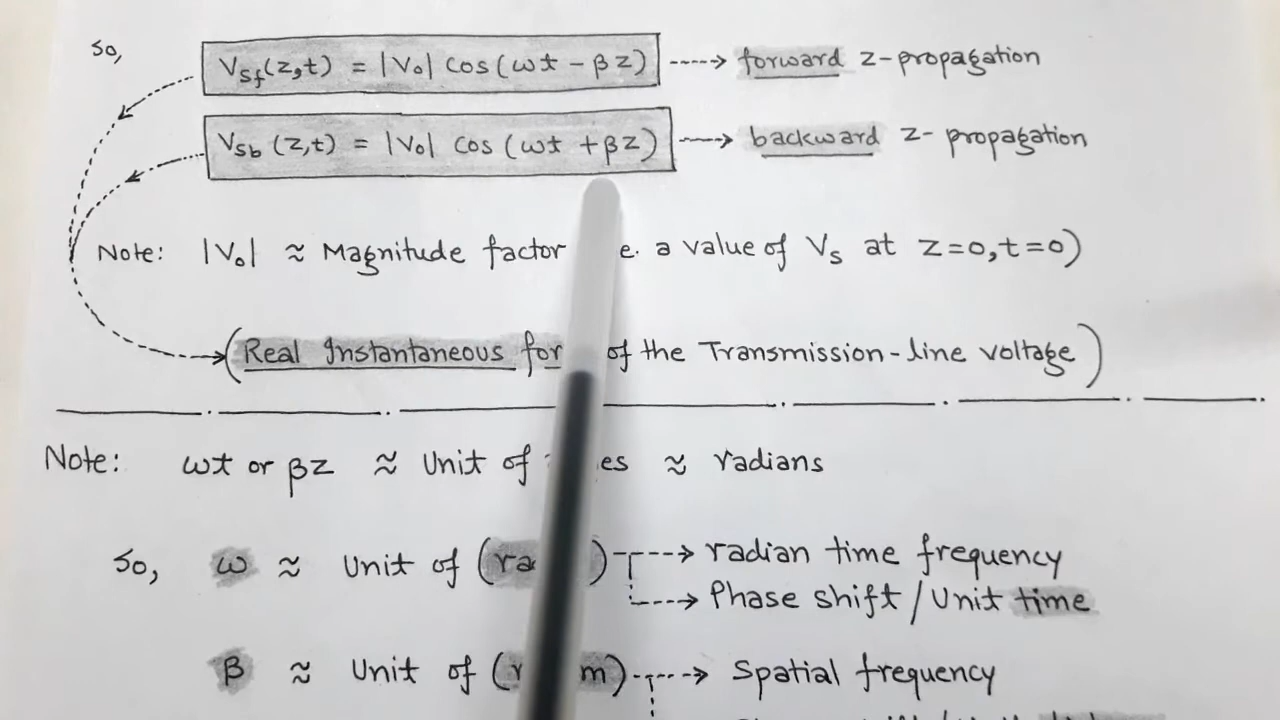 So,
Vsf(z,t) = |V₀| cos(ωt - βz) ----> forward z-propagation
Vsb(z,t) = |V₀| cos(ωt + βz) ---> backward z-propagation
Note: |V₀| ≈ Magnitude factor e. a value of Vs at z=0, t=0)
(Real Instantaneous of the Transmission-line voltage)
Note: ωt or βz ≈ Unit of ≈ radians
So, ω ≈ Unit of ( ) ---> radian time frequency
---> Phase shift / Unit time
β ≈ Unit of ( m) ---> Spatial frequency